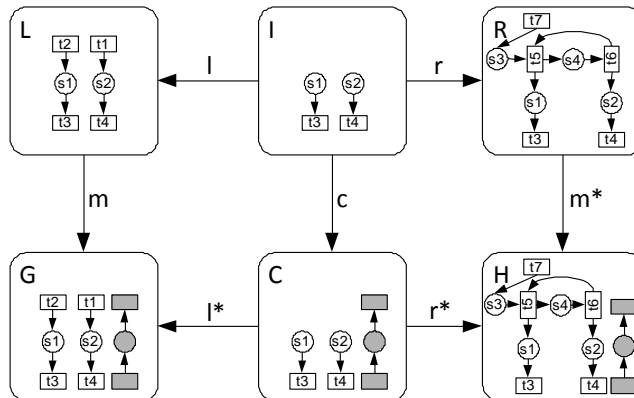 L
t2 t1
s1 s2
t3 t4
l
I
s1 s2
t3 t4
r
R
t7
s3 t5 s4 t6
s1 s2
t3 t4
m
c
m*
G
t2 t1
s1 s2
t3 t4
l*
C
s1 s2
t3 t4
r*
H
t7
s3 t5 s4 t6
s1 s2
t3 t4